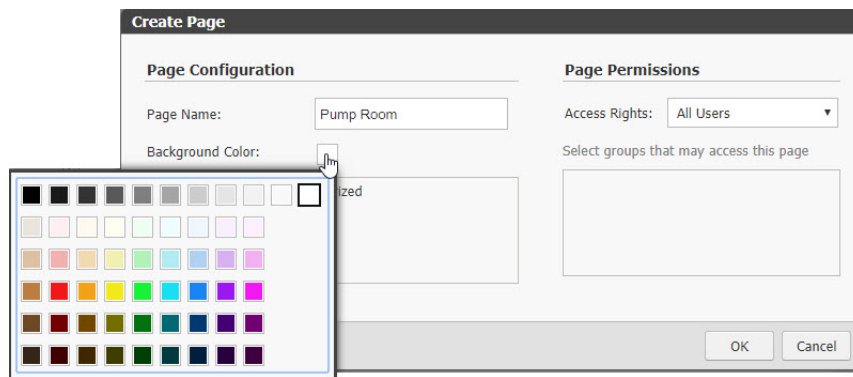 Create Page
Page Configuration
Page Name: Pump Room
Background Color:
Page Permissions
Access Rights: All Users
Select groups that may access this page
OK Cancel